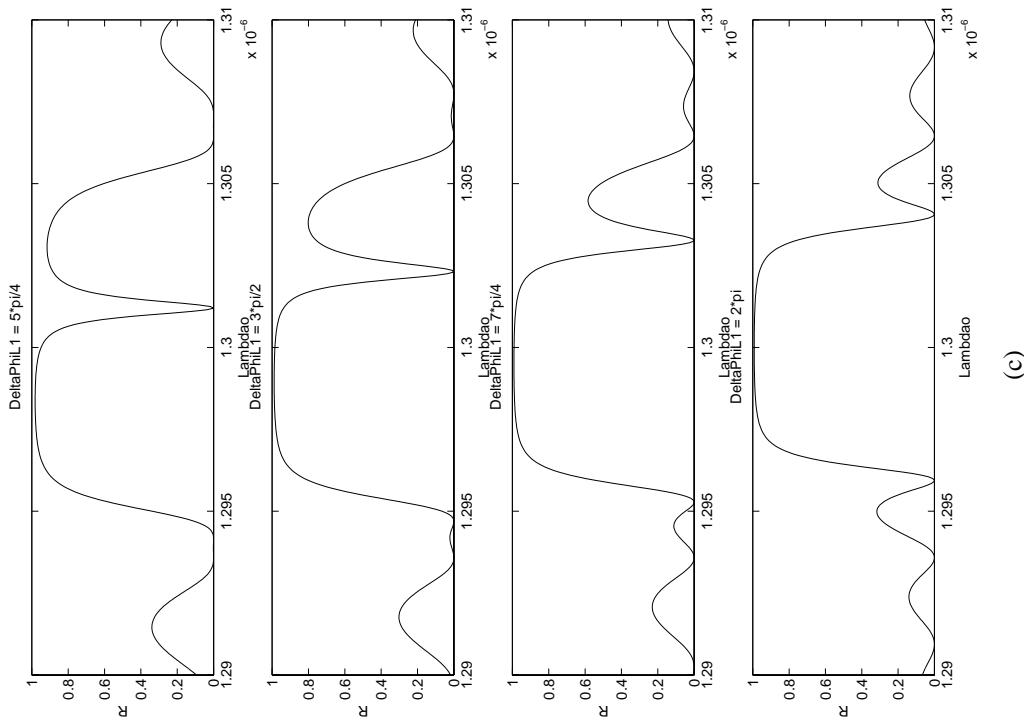 DeltaPhiL1 = 5*pi/4
1
0.8
0.6
0.4
0.2
0
R
1.29 1.295 1.3 1.305 1.31
Lambdao
x 10⁻⁶
DeltaPhiL1 = 3*pi/2
1
0.8
0.6
0.4
0.2
0
R
1.29 1.295 1.3 1.305 1.31
Lambdao
x 10⁻⁶
DeltaPhiL1 = 7*pi/4
1
0.8
0.6
0.4
0.2
0
R
1.29 1.295 1.3 1.305 1.31
Lambdao
x 10⁻⁶
DeltaPhiL1 = 2*pi
1
0.8
0.6
0.4
0.2
0
R
1.29 1.295 1.3 1.305 1.31
Lambdao
x 10⁻⁶
(c)